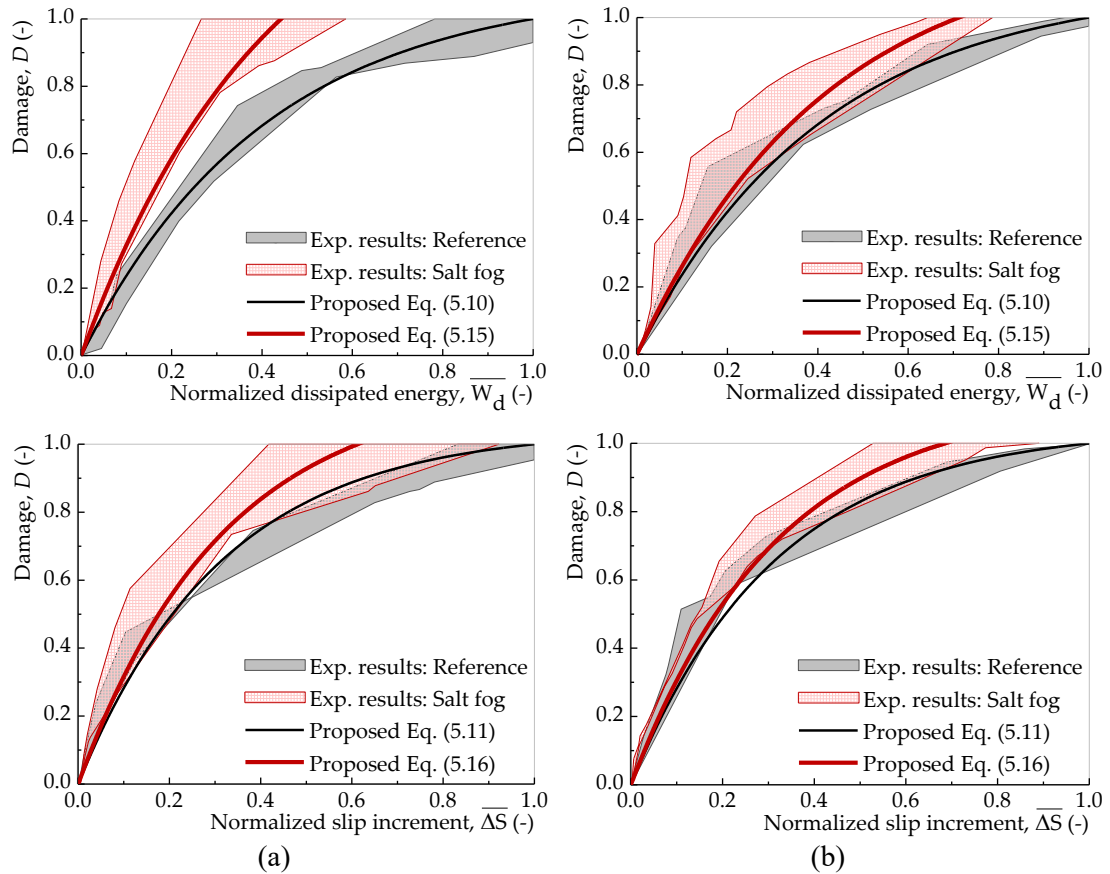 1.0
0.8
0.6
0.4
0.2
0.0
Damage, D (-)
Exp. results: Reference
Exp. results: Salt fog
Proposed Eq. (5.10)
Proposed Eq. (5.15)
0.0 0.2 0.4 0.6 0.8 1.0
Normalized dissipated energy, W̅d̅ (-)
1.0
0.8
0.6
0.4
0.2
0.0
Damage, D (-)
Exp. results: Reference
Exp. results: Salt fog
Proposed Eq. (5.10)
Proposed Eq. (5.15)
0.0 0.2 0.4 0.6 0.8 1.0
Normalized dissipated energy, W̅d̅ (-)
1.0
0.8
0.6
0.4
0.2
0.0
Damage, D (-)
Exp. results: Reference
Exp. results: Salt fog
Proposed Eq. (5.11)
Proposed Eq. (5.16)
0.0 0.2 0.4 0.6 0.8 1.0
Normalized slip increment, Δ̅S̅ (-)
(a)
1.0
0.8
0.6
0.4
0.2
0.0
Damage, D (-)
Exp. results: Reference
Exp. results: Salt fog
Proposed Eq. (5.11)
Proposed Eq. (5.16)
0.0 0.2 0.4 0.6 0.8 1.0
Normalized slip increment, Δ̅S̅ (-)
(b)